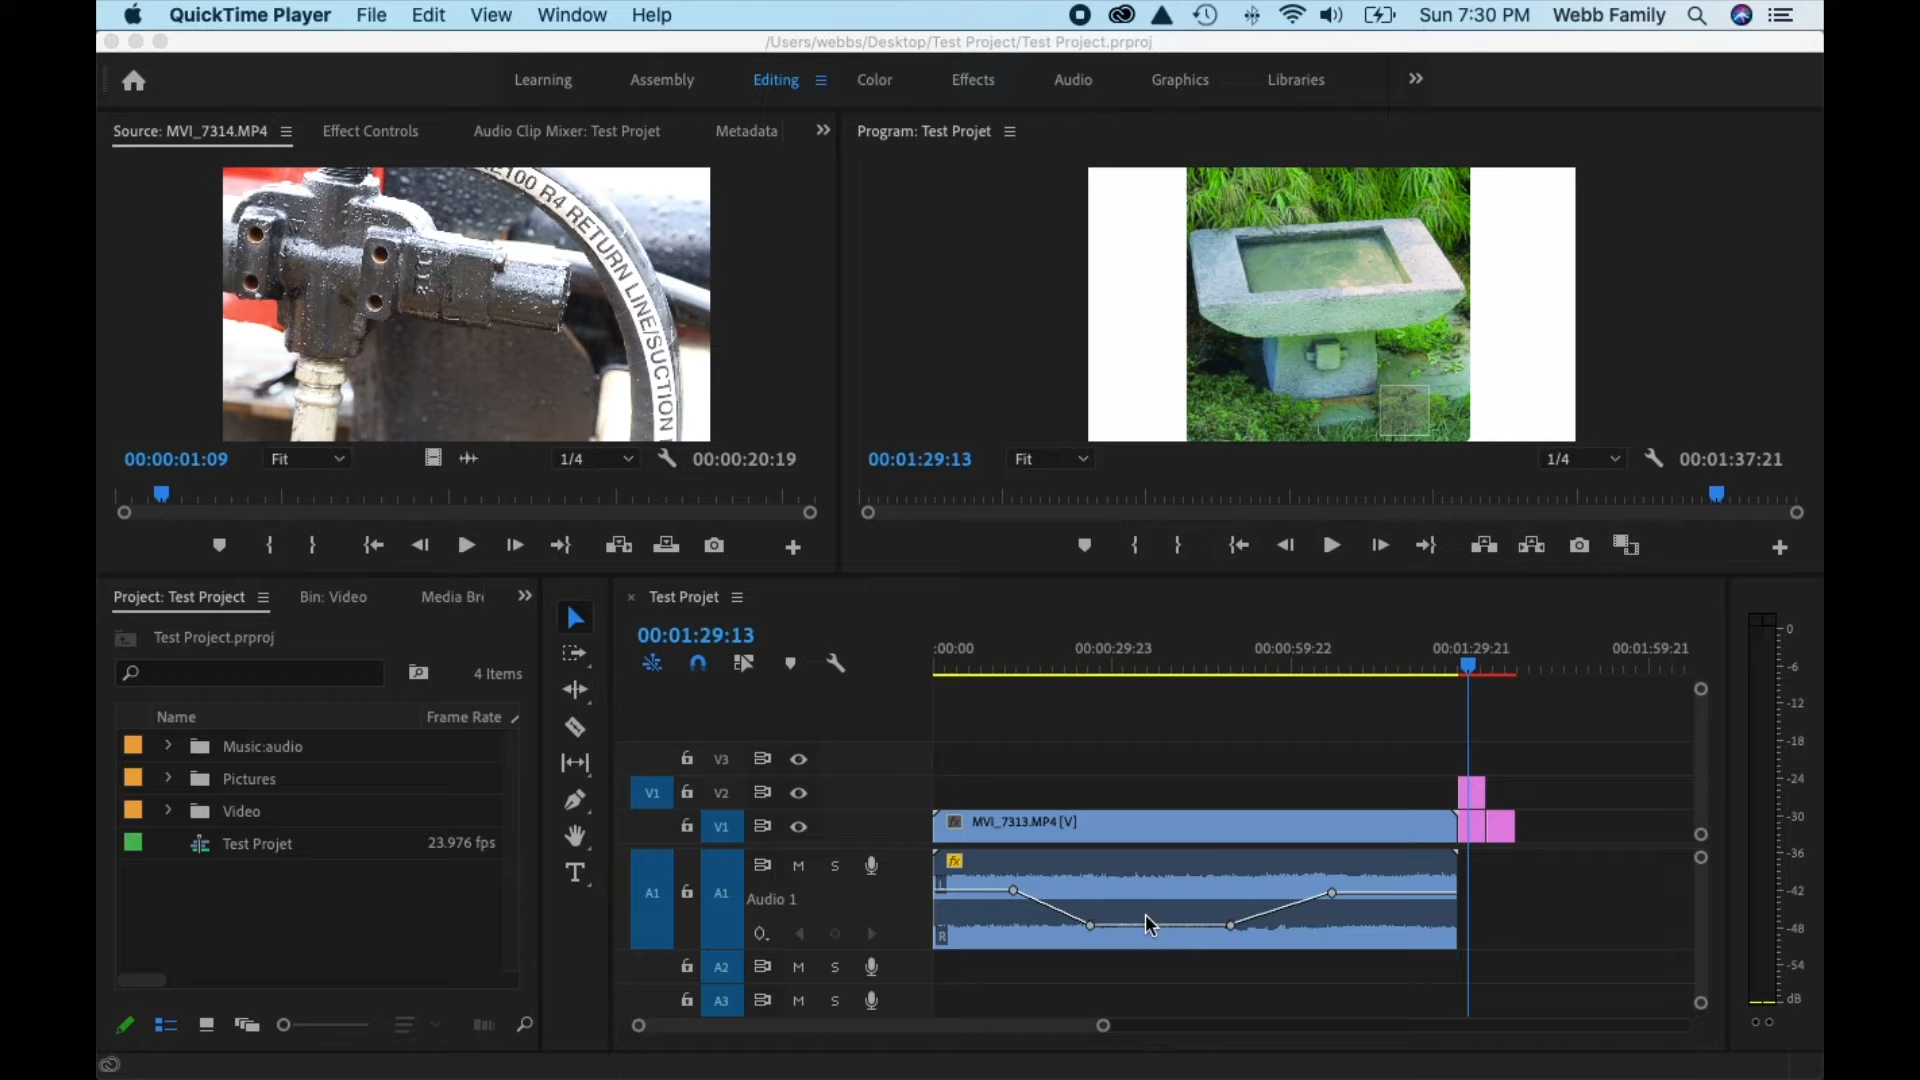 QuickTime Player File Edit View Window Help Sun 7:30 PM Webb Family
/Users/webbs/Desktop/Test Project/Test Project.prproj
Learning Assembly Editing Color Effects Audio Graphics Libraries
Source: MVI_7314.MP4 Effect Controls Audio Clip Mixer: Test Projet Metadata Program: Test Projet
E100 R4 RETURN LINE/SUCTION
00:00:01:09 Fit 1/4 00:00:20:19 00:01:29:13 Fit 1/4 00:01:37:21
Project: Test Project Bin: Video Media Bro Test Projet
Test Project.prproj
00:01:29:13
4 Items
:00:00 00:00:29:23 00:00:59:22 00:01:29:21 00:01:59:21
Name Frame Rate
Music:audio
Pictures
Video
Test Projet 23.976 fps
V3
V1 V2
V1 MVI_7313.MP4 [V]
fx
A1 A1 M S
Audio 1
L
R
A2 M S
A3 M S
0
-6
-12
-18
-24
-30
-36
-42
-48
-54
dB